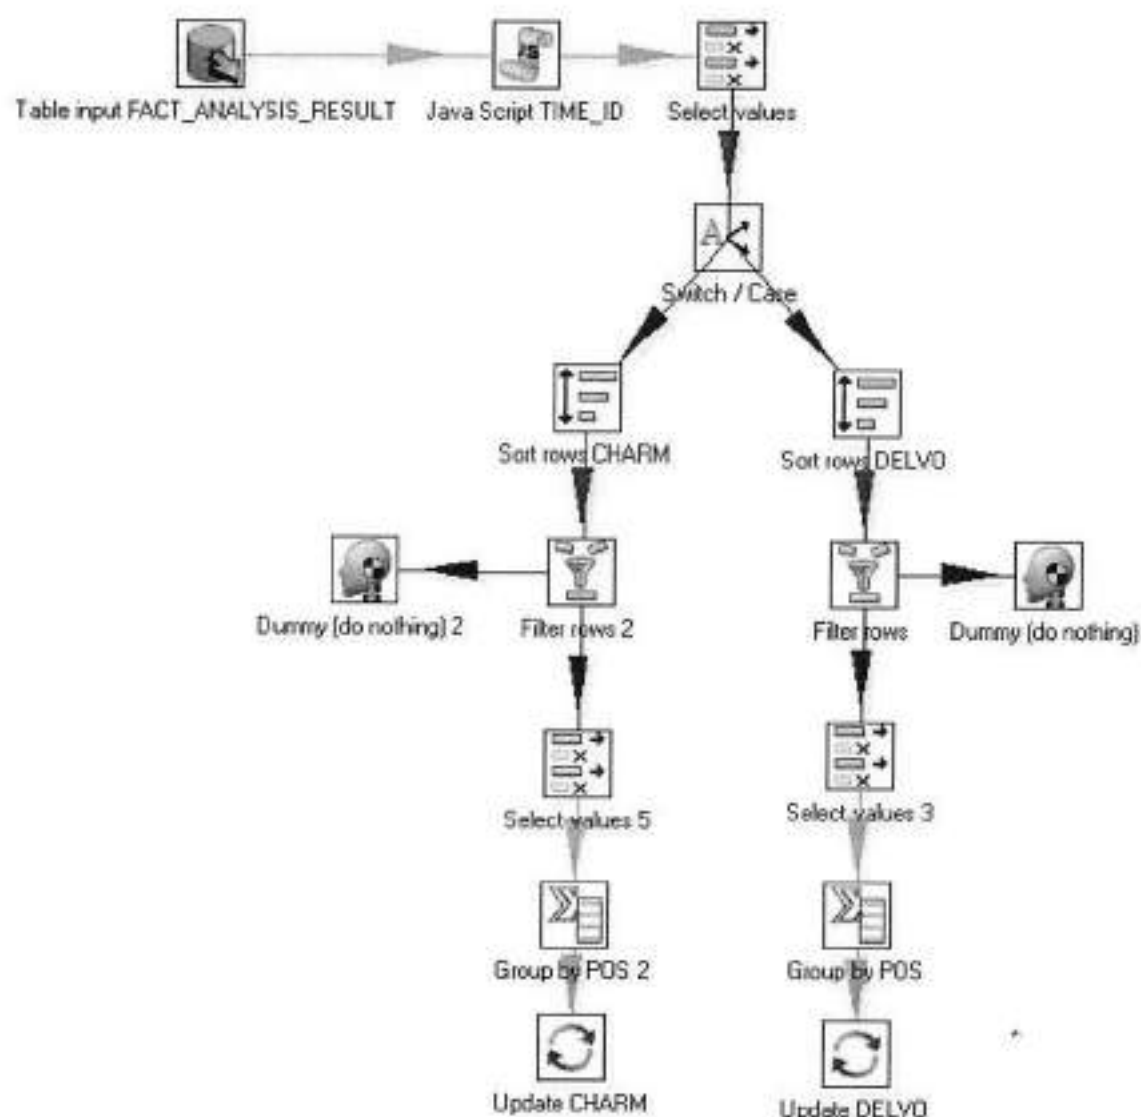 Table input FACT_ANALYSIS_RESULT
Java Script TIME_ID
Select values
A
Switch / Case
Sort rows CHARM
Sort rows DELVO
Dummy (do nothing) 2
Filter rows 2
Filter rows
Dummy (do nothing)
Select values 5
Select values 3
Group by POS 2
Group by POS
Update CHARM
Update DELVO